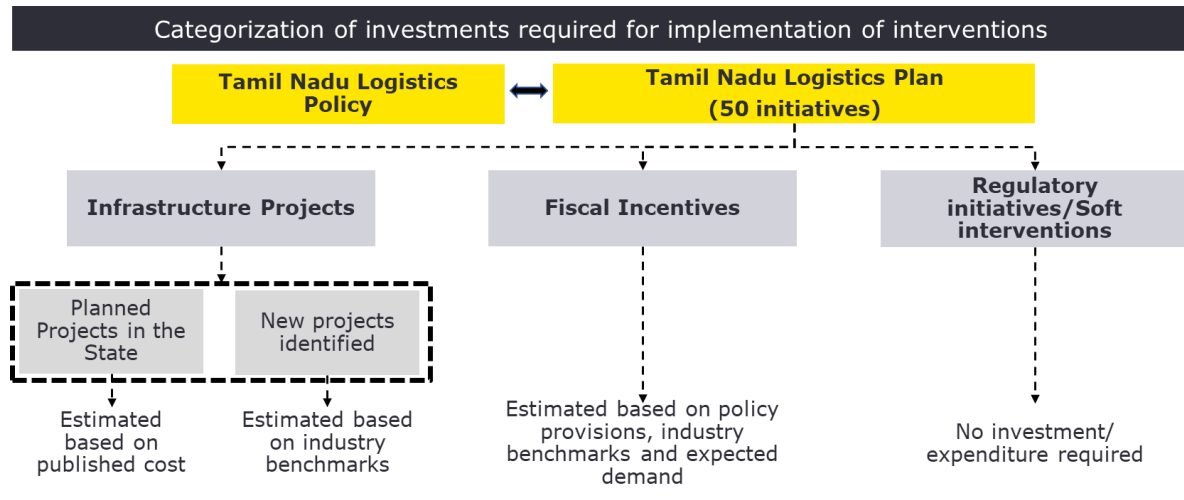 Categorization of investments required for implementation of interventions
Tamil Nadu Logistics
Policy
Tamil Nadu Logistics Plan
(50 initiatives)
Infrastructure Projects
Fiscal Incentives
Regulatory
initiatives/Soft
interventions
Planned
Projects in the
State
New projects
identified
Estimated
based on
published cost
Estimated based
on industry
benchmarks
Estimated based on policy
provisions, industry
benchmarks and expected
demand
No investment/
expenditure required